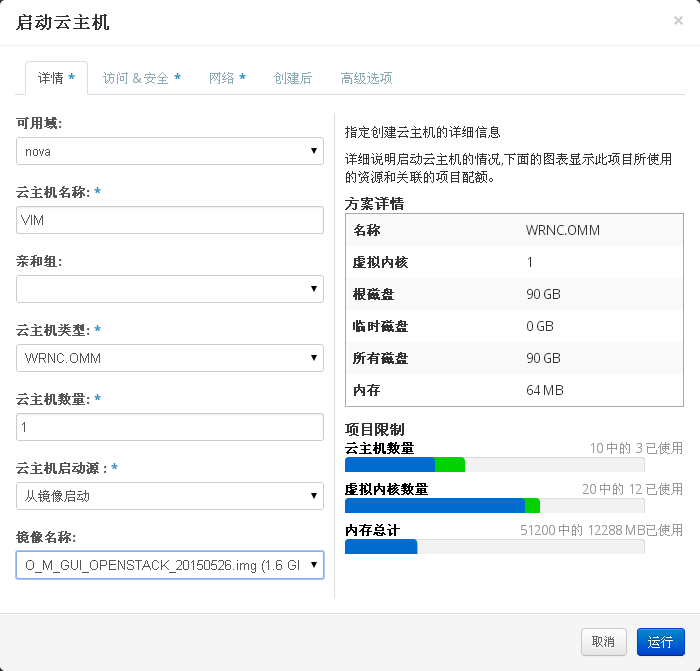 启动云主机
×
详情 * 访问 & 安全 * 网络 * 创建后 高级选项
可用域:
nova
云主机名称: *
VIM
亲和组:
云主机类型: *
WRNC.OMM
云主机数量: *
1
云主机启动源 : *
从镜像启动
镜像名称:
O_M_GUI_OPENSTACK_20150526.img (1.6 GI
指定创建云主机的详细信息
详细说明启动云主机的情况,下面的图表显示此项目所使用
的资源和关联的项目配额。
方案详情
名称 WRNC.OMM
虚拟内核 1
根磁盘 90 GB
临时磁盘 0 GB
所有磁盘 90 GB
内存 64 MB
项目限制
云主机数量 10 中的 3 已使用
虚拟内核数量 20 中的 12 已使用
内存总计 51200 中的 12288 MB已使用
取消 运行